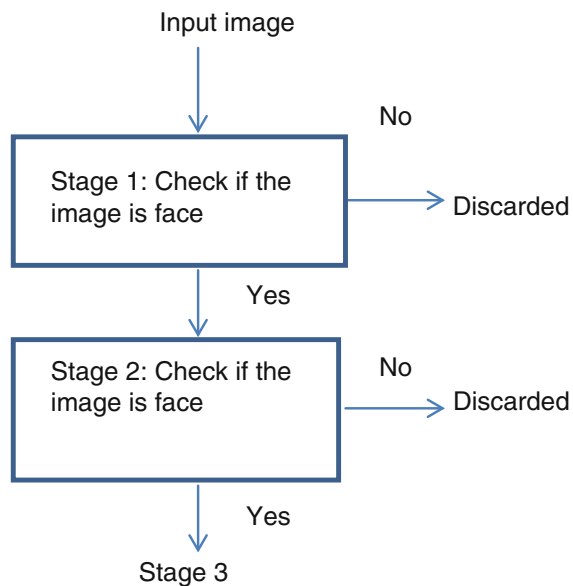 Input image
No
Stage 1: Check if the
image is face
Discarded
Yes
Stage 2: Check if the
image is face
No
Discarded
Yes
Stage 3